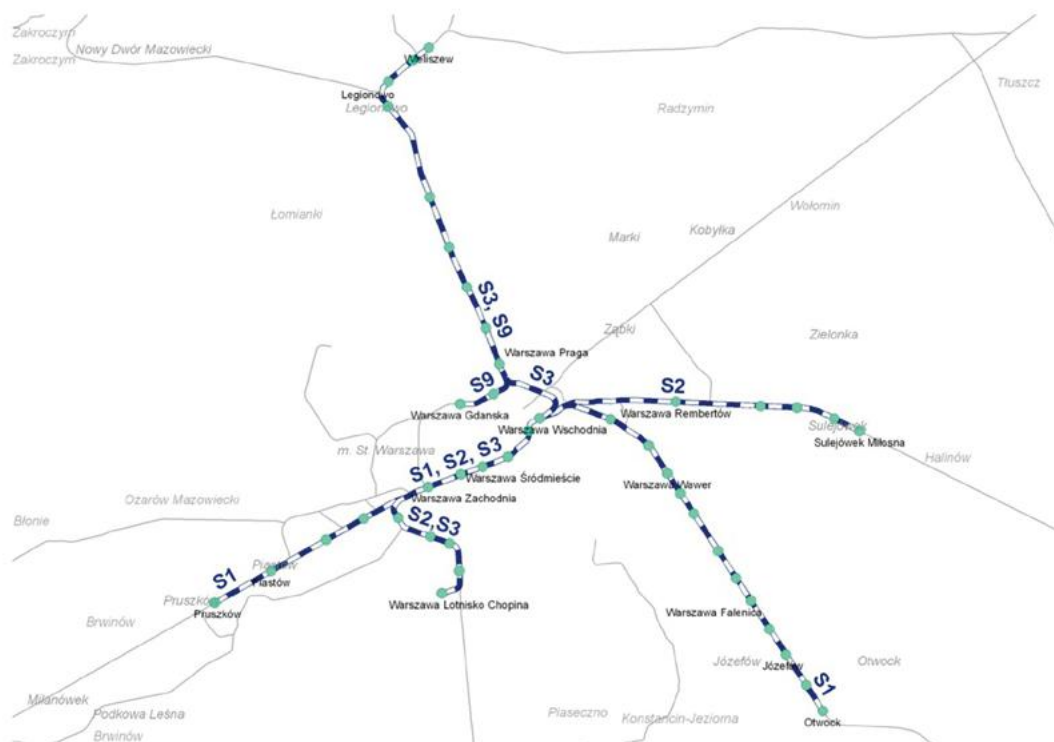 Zakroczym
Zakroczym
Nowy Dwór Mazowiecki
Wieliszew
Tłuszcz
Legionowo
Legionowo
Radzymin
Łomianki
Wołomin
Kobyłka
Marki
S3, S9
Ząbki
Zielonka
Warszawa Praga
S3
S9
S2
Warszawa Gdanska
Warszawa Rembertów
Warszawa Wschodnia
Sulejówek
Sulejówek Miłosna
m. St. Warszawa
Halinów
S1, S2, S3
Warszawa Śródmieście
Warszawa Wawer
Ozarów Mazowiecki
Warszawa Zachodnia
Błonie
S2,S3
Piastów
Piastów
S1
Pruszków
Pruszków
Warszawa Lotnisko Chopina
Warszawa Falenica
Brwinów
Józefów
Józefów
Otwock
S1
Milanówek
Podkowa Leśna
Piaseczno
Konstancin-Jeziorna
Otwock
Brwinów